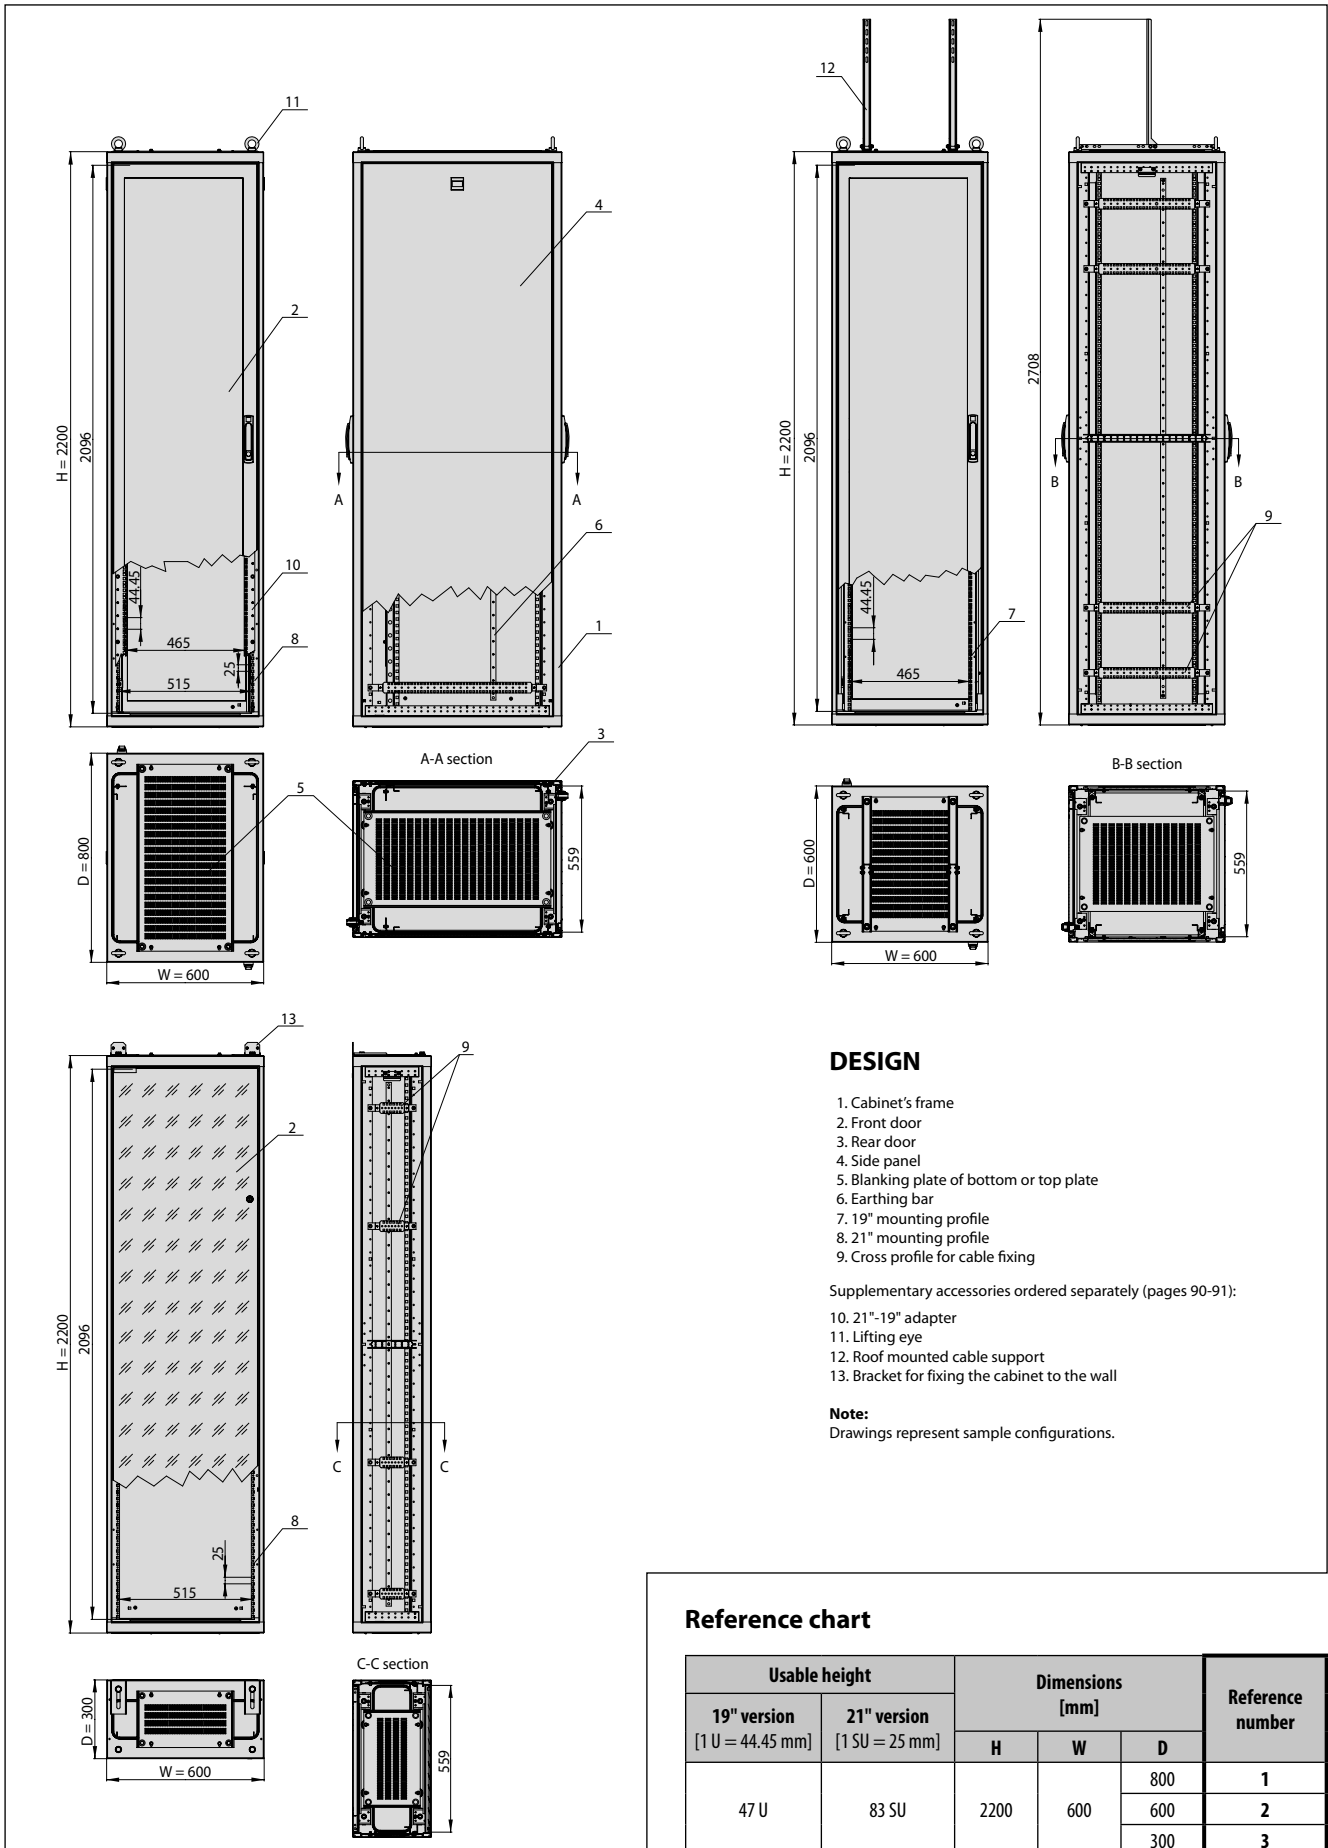 11
H = 2200
2096
2
10
44.45
465
25
8
515
4
A
A
6
1
12
H = 2200
2096
44.45
7
465
2708
B
B
9
D = 800
5
W = 600
A-A section
3
559
D = 600
W = 600
B-B section
559
13
H = 2200
2096
2
25
8
515
9
C
C
D = 300
W = 600
C-C section
559
DESIGN
1. Cabinet's frame
2. Front door
3. Rear door
4. Side panel
5. Blanking plate of bottom or top plate
6. Earthing bar
7. 19" mounting profile
8. 21" mounting profile
9. Cross profile for cable fixing
Supplementary accessories ordered separately (pages 90-91):
10. 21"-19" adapter
11. Lifting eye
12. Roof mounted cable support
13. Bracket for fixing the cabinet to the wall
Note:
Drawings represent sample configurations.
Reference chart
Usable height
Dimensions
[mm]
Reference
number
19" version
[1 U = 44.45 mm]
21" version
[1 SU = 25 mm]
H
W
D
47 U
83 SU
2200
600
800
1
600
2
300
3